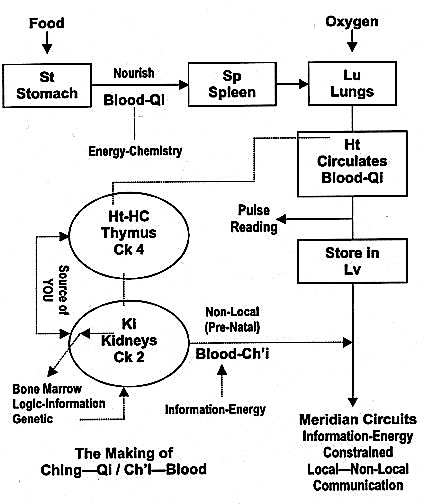 Food
Oxygen
St
Stomach
Nourish
Blood-Qi
Sp
Spleen
Lu
Lungs
Energy-Chemistry
Ht
Circulates
Blood-Qi
Ht-HC
Thymus
Ck 4
Pulse
Reading
Store in
Lv
Source of
YOU
Ki
Kidneys
Ck 2
Non-Local
(Pre-Natal)
Blood-Ch'i
Bone Marrow
Logic-Information
Genetic
Information-Energy
The Making of
Ching—Qi / Ch'i—Blood
Meridian Circuits
Information-Energy
Constrained
Local—Non-Local
Communication